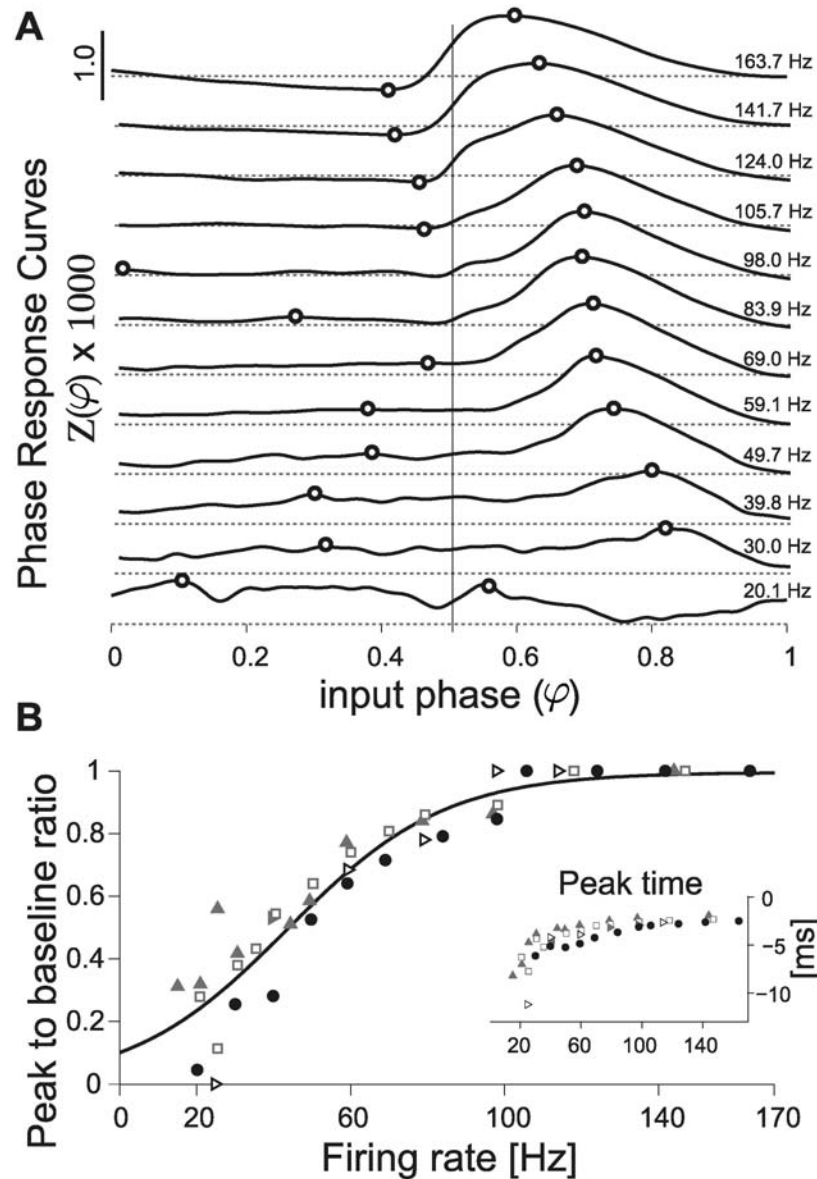 A
1.0
Phase Response Curves
Z(φ) x 1000
163.7 Hz
141.7 Hz
124.0 Hz
105.7 Hz
98.0 Hz
83.9 Hz
69.0 Hz
59.1 Hz
49.7 Hz
39.8 Hz
30.0 Hz
20.1 Hz
0 0.2 0.4 0.6 0.8 1
input phase (φ)
B
Peak to baseline ratio
1
0.8
0.6
0.4
0.2
0
0 20 60 100 140 170
Firing rate [Hz]
Peak time
0
−5
−10
[ms]
20 60 100 140